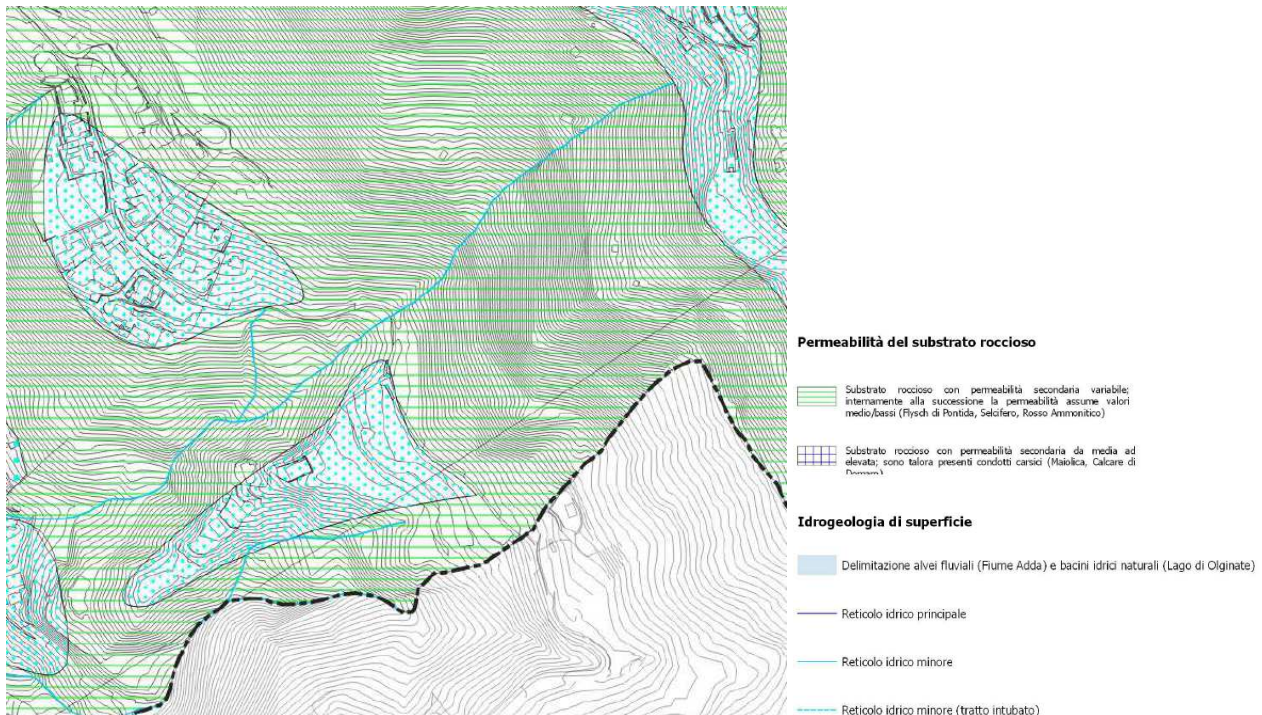 Permeabilità del substrato roccioso
Substrato roccioso con permeabilità secondaria variabile;
internamente alla successione la permeabilità assume valori
medio/bassi (Flysch di Pontida, Selcifero, Rosso Ammonitico)
Substrato roccioso con permeabilità secondaria da media ad
elevata; sono talora presenti condotti carsici (Maiolica, Calcare di
Idrogeologia di superficie
Delimitazione alvei fluviali (Fiume Adda) e bacini idrici naturali (Lago di Olginate)
Reticolo idrico principale
Reticolo idrico minore
Reticolo idrico minore (tratto intubato)